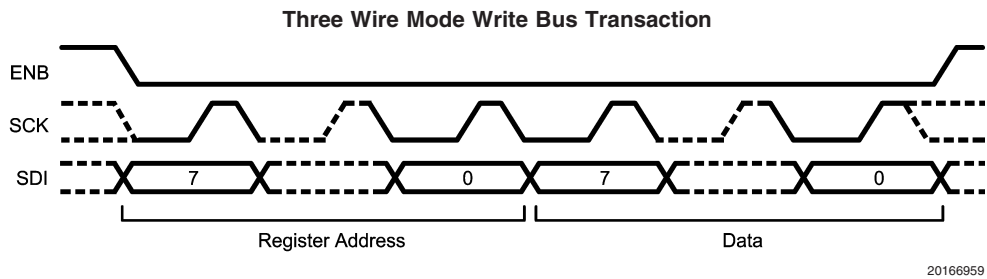 Three Wire Mode Write Bus Transaction
ENB
SCK
SDI
7
0
7
0
Register Address
Data
20166959